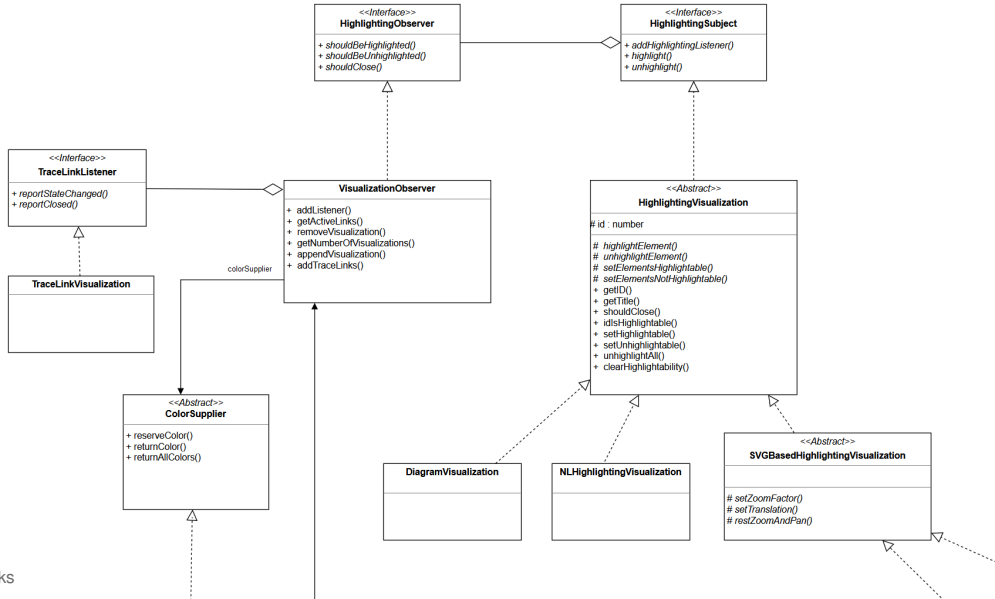 <<Interface>>
HighlightingObserver
+ shouldBeHighlighted()
+ shouldBeUnhighlighted()
+ shouldClose()
<<Interface>>
HighlightingSubject
+ addHighlightingListener()
+ highlight()
+ unhighlight()
<<Interface>>
TraceLinkListener
+ reportStateChanged()
+ reportClosed()
VisualizationObserver
+ addListener()
+ getActiveLinks()
+ removeVisualization()
+ getNumberOfVisualizations()
+ appendVisualization()
+ addTraceLinks()
<<Abstract>>
HighlightingVisualization
# id : number
# highlightElement()
# unhighlightElement()
# setElementsHighlightable()
# setElementsNotHighlightable()
+ getID()
+ getTitle()
+ shouldClose()
+ idIsHighlightable()
+ setHighlightable()
+ setUnhighlightable()
+ unhighlightAll()
+ clearHighlightability()
TraceLinkVisualization
colorSupplier
<<Abstract>>
ColorSupplier
+ reserveColor()
+ returnColor()
+ returnAllColors()
DiagramVisualization
NLHighlightingVisualization
<<Abstract>>
SVGBasedHighlightingVisualization
# setZoomFactor()
# setTranslation()
# restZoomAndPan()
ks